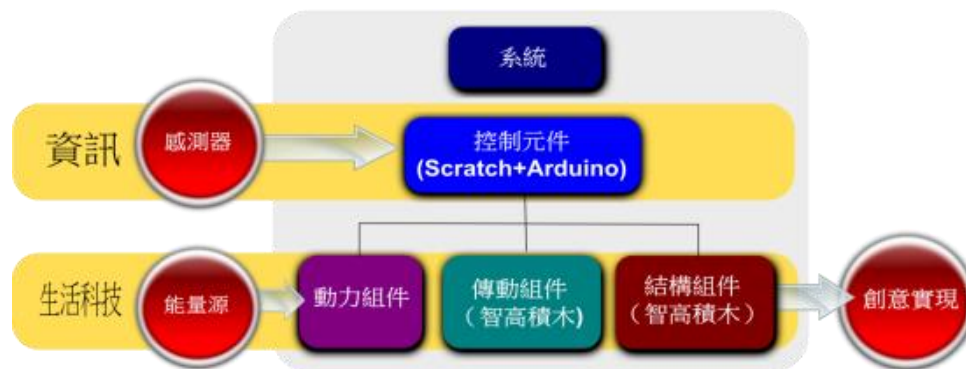 系統
資訊
感測器
控制元件
(Scratch+Arduino)
生活科技
能量源
動力組件
傳動組件
（智高積木)
結構組件
（智高積木）
創意實現